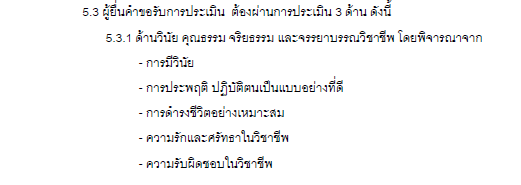 5.3 ผู้ยื่นคำขอรับการประเมิน ต้องผ่านการประเมิน 3 ด้าน ดังนี้
5.3.1 ด้านวินัย คุณธรรม จริยธรรม และจรรยาบรรณวิชาชีพ โดยพิจารณาจาก
- การมีวินัย
- การประพฤติ ปฏิบัติตนเป็นแบบอย่างที่ดี
- การดำรงชีวิตอย่างเหมาะสม
- ความรักและศรัทธาในวิชาชีพ
- ความรับผิดชอบในวิชาชีพ